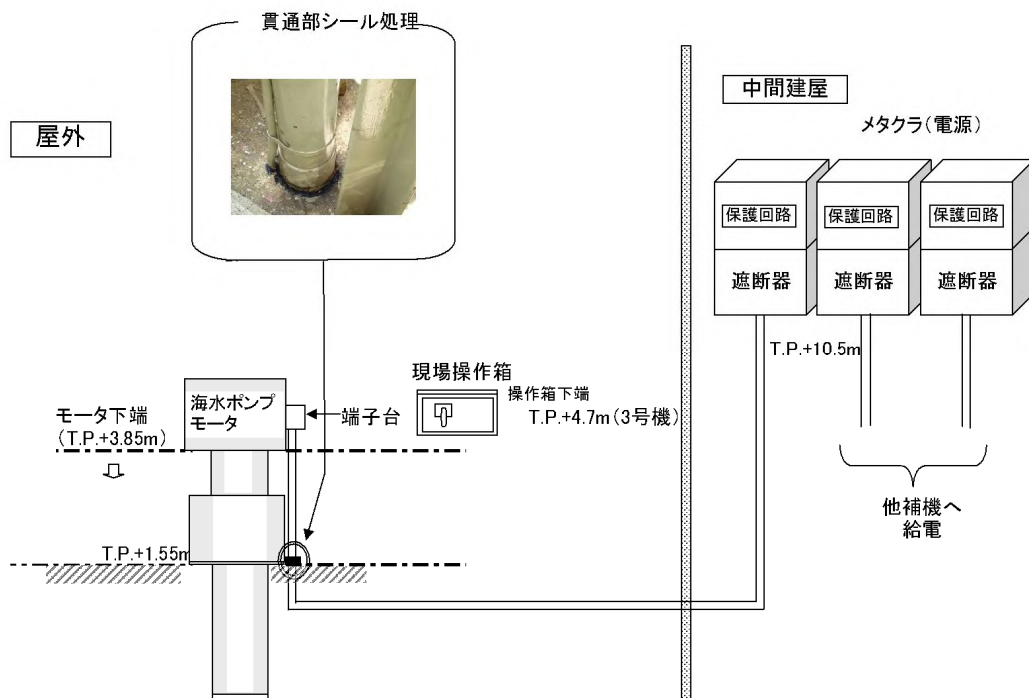 貫通部シール処理
屋外
中間建屋
メタクラ(電源)
保護回路
保護回路
保護回路
遮断器
遮断器
遮断器
T.P.+10.5m
現場操作箱
操作箱下端
T.P.+4.7m(3号機)
海水ポンプ
モータ
端子台
モータ下端
(T.P.+3.85m)
他補機へ
給電
T.P.+1.55m